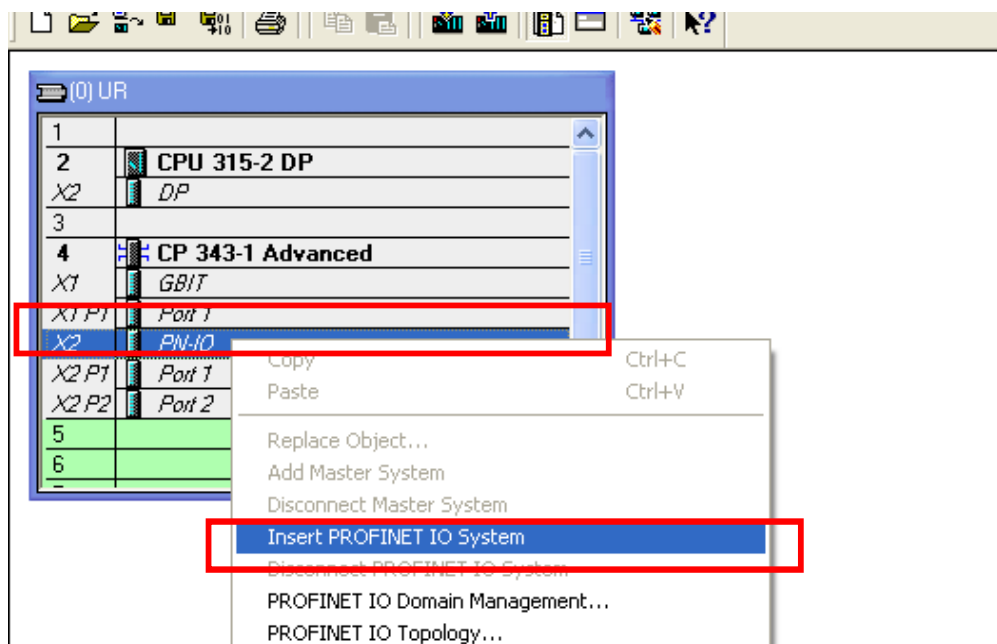 (0) UR
1
2 CPU 315-2 DP
X2 DP
3
4 CP 343-1 Advanced
X1 GBIT
X1 P1 Port 1
X2 PN-IO
X2 P1 Port 1
X2 P2 Port 2
5
6
Copy Ctrl+C
Paste Ctrl+V
Replace Object...
Add Master System
Disconnect Master System
Insert PROFINET IO System
Disconnect PROFINET IO System
PROFINET IO Domain Management...
PROFINET IO Topology...